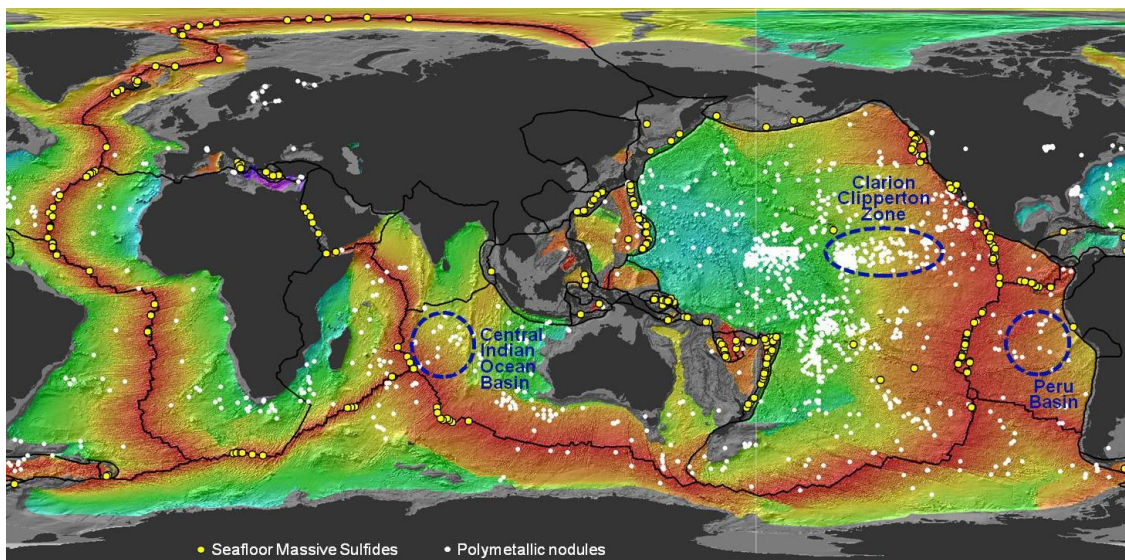 Clarion
Clipperton
Zone
Central
Indian
Ocean
Basin
Peru
Basin
Seafloor Massive Sulfides
Polymetallic nodules